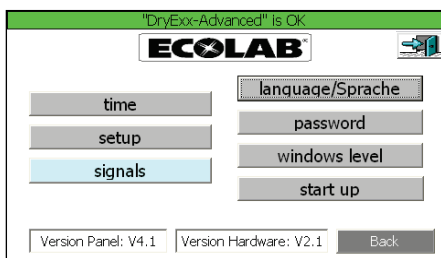 "DryExx-Advanced" is OK
ECOLAB®
time
setup
signals
language/Sprache
password
windows level
start up
Version Panel: V4.1
Version Hardware: V2.1
Back